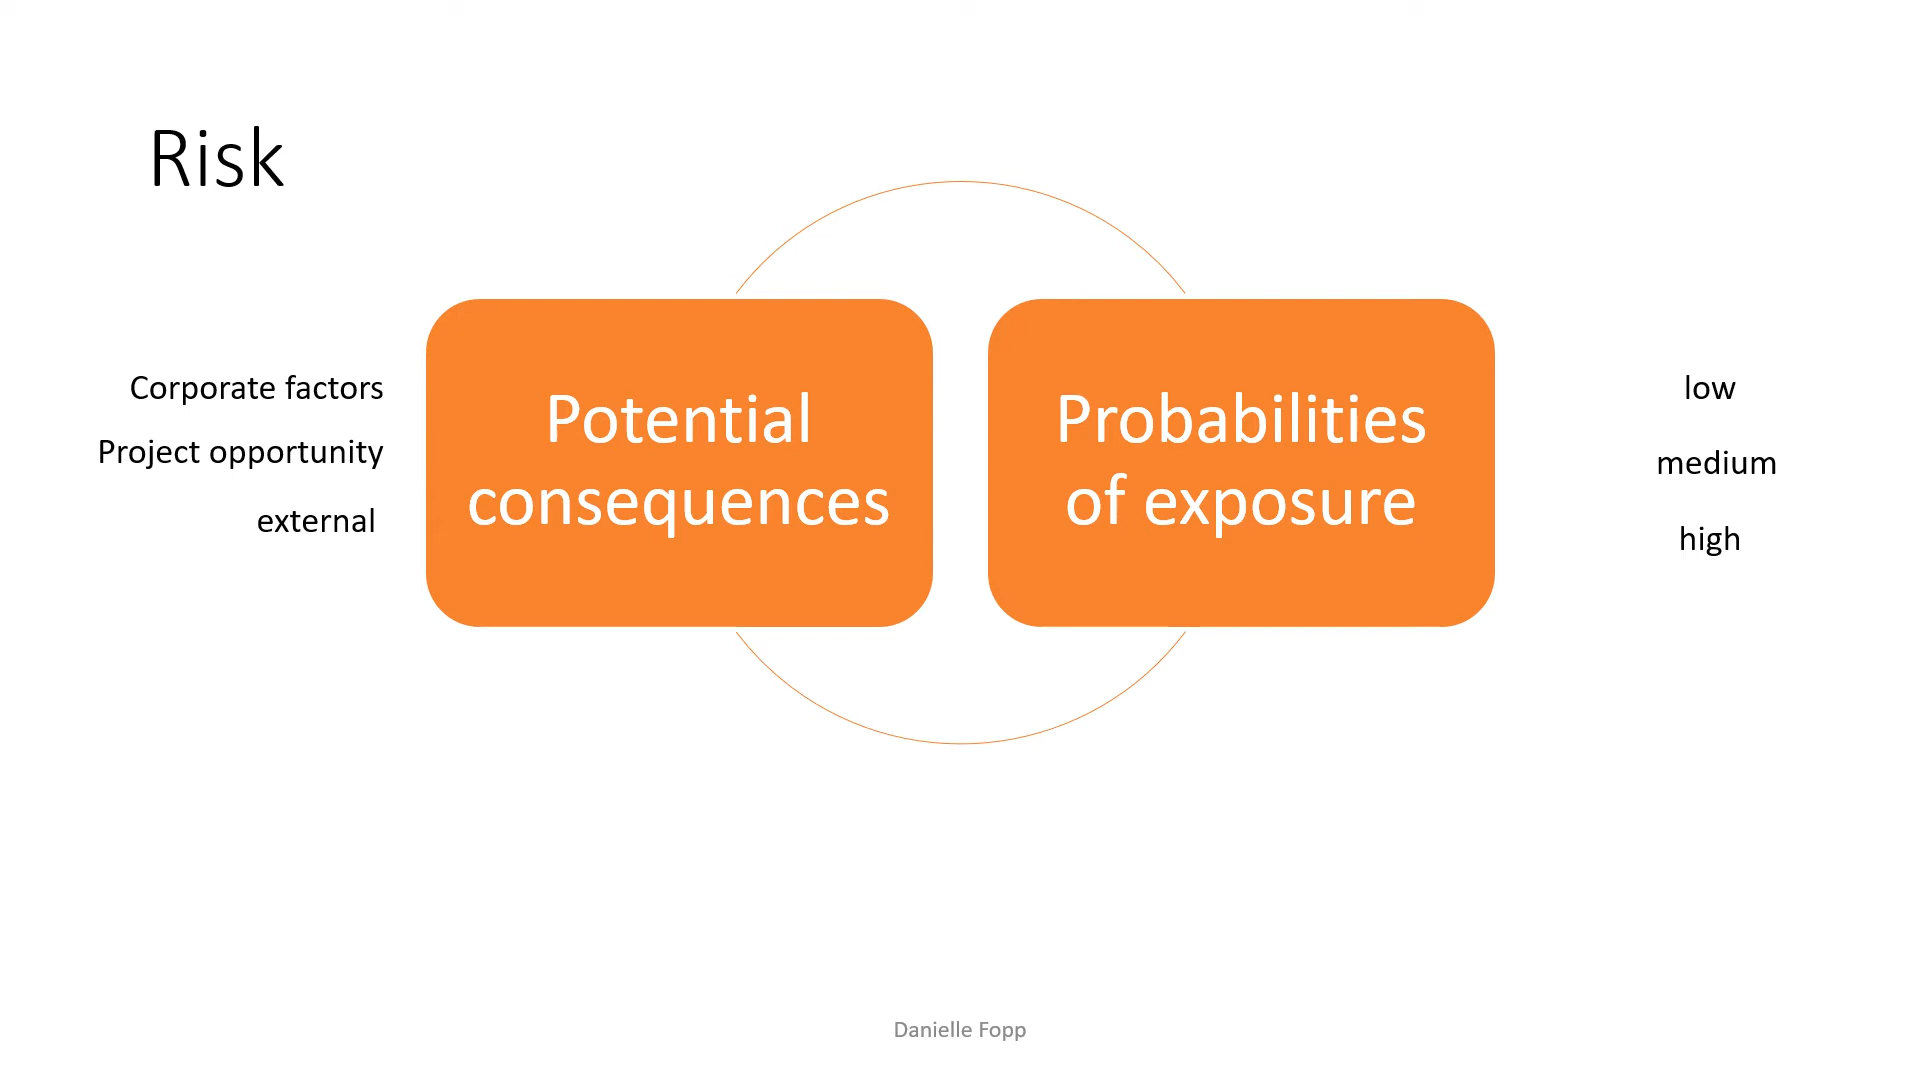 Risk
Corporate factors
Project opportunity
external
Potential
consequences
Probabilities
of exposure
low
medium
high
Danielle Fopp